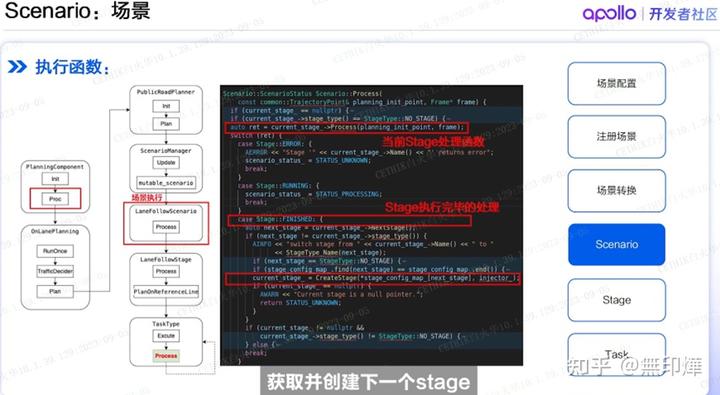 Scenario：场景
apollo | 开发者社区
执行函数：
PublicRoadPlanner
Init
Plan
ScenarioManager
Update
mutable_scenario
场景执行
LaneFollowScenario
Process
LaneFollowStage
Process
PlanOnReferenceLine
TaskType
Excute
Process
PlanningComponent
Init
Proc
OnLanePlanning
RunOnce
TrafficDecider
Plan
Scenario::ScenarioStatus Scenario::Process(
const common::TrajectoryPoint& planning_init_point, Frame* frame) {
if (current_stage_ == nullptr) {
if (current_stage_->stage_type() == StageType::NO_STAGE) {
auto ret = current_stage_->Process(planning_init_point, frame);
switch (ret) {
当前Stage处理函数
case Stage::ERROR: {
AERROR << "Stage '" << current_stage_->Name() << "' returns error";
scenario_status_ = STATUS_UNKNOWN;
break;
}
case Stage::RUNNING: {
scenario_status_ = STATUS_PROCESSING;
break;
}
Stage执行完毕的处理
case Stage::FINISHED: {
auto next_stage = current_stage_->NextStage();
if (next_stage != current_stage_->stage_type()) {
AINFO << "switch stage from " << current_stage_->Name() << " to "
<< StageType_Name(next_stage);
if (next_stage == StageType::NO_STAGE) {
if (stage_config_map_.find(next_stage) == stage_config_map_.end()) {
current_stage_ = CreateStage(*stage_config_map_[next_stage], injector_);
if (current_stage_ == nullptr) {
AWARN << "Current stage is a null pointer.";
return STATUS_UNKNOWN;
}
}
if (current_stage_ != nullptr &&
current_stage_->stage_type() != StageType::NO_STAGE) {
} else {
break;
}
场景配置
注册场景
场景转换
Scenario
Stage
Task
获取并创建下一个stage
知乎 @無印燁